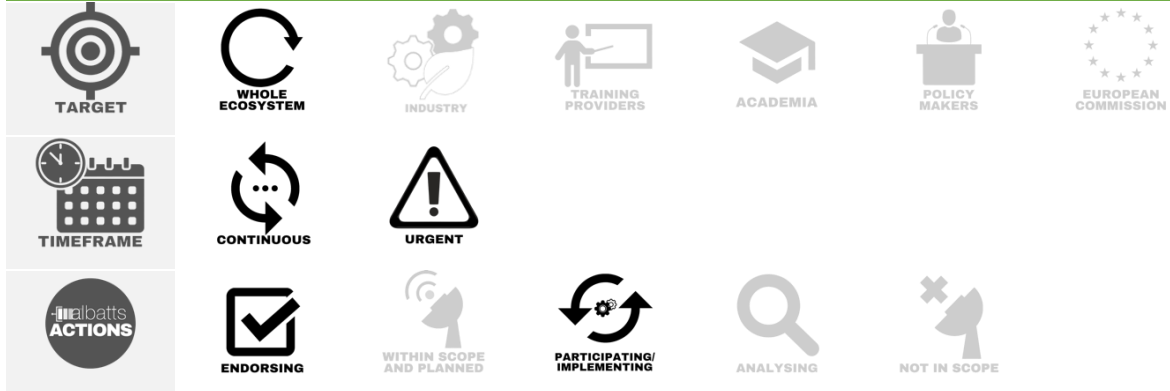 TARGET
WHOLE
ECOSYSTEM
INDUSTRY
TRAINING
PROVIDERS
ACADEMIA
POLICY
MAKERS
EUROPEAN
COMMISSION
TIMEFRAME
CONTINUOUS
URGENT
albatts
ACTIONS
ENDORSING
WITHIN SCOPE
AND PLANNED
PARTICIPATING/
IMPLEMENTING
ANALYSING
NOT IN SCOPE